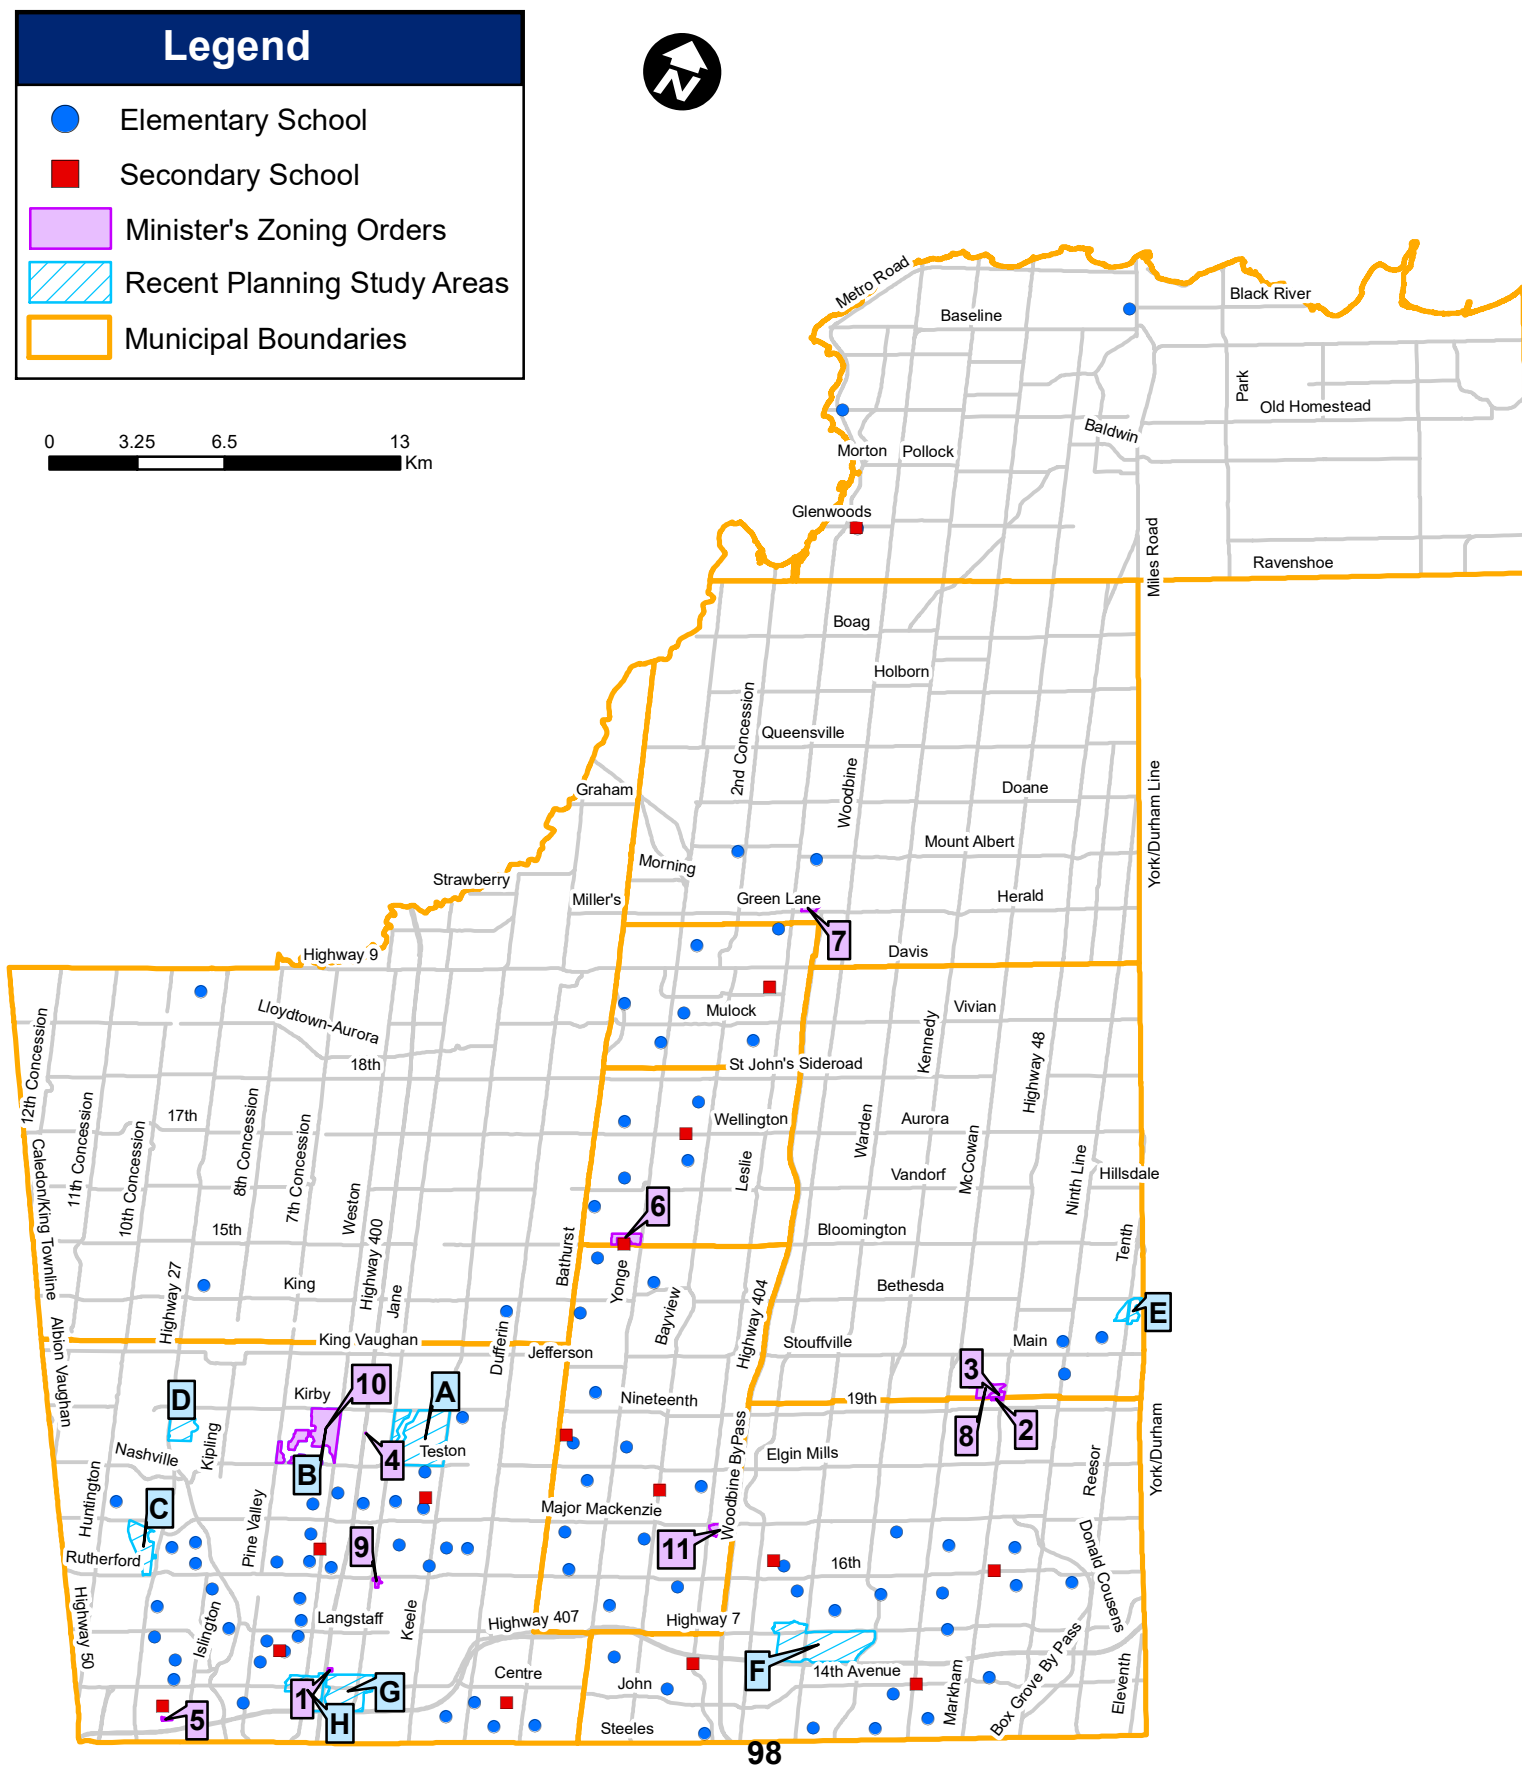 Legend
Elementary School
Secondary School
Minister's Zoning Orders
Recent Planning Study Areas
Municipal Boundaries
N
0 3.25 6.5 13
Km
Metro Road
Black River
Baseline
Park
Old Homestead
Baldwin
Morton
Pollock
Glenwoods
Miles Road
Ravenshoe
Boag
Holborn
2nd Concession
Queensville
Woodbine
Graham
Doane
York/Durham Line
Mount Albert
Morning
Strawberry
Miller's
Green Lane
Herald
7
Davis
Highway 9
Lloydtown-Aurora
Mulock
Vivian
Kennedy
Highway 48
12th Concession
18th
St John's Sideroad
11th Concession
17th
8th Concession
7th Concession
10th Concession
Wellington
Aurora
Warden
McCowan
Caledon/King Townline
Weston
Leslie
Vandorf
Ninth Line
Hillsdale
6
15th
Highway 400
Bathurst
Bloomington
Tenth
Highway 27
King
Jane
Yonge
Bayview
Highway 404
Bethesda
E
Albion Vaughan
King Vaughan
Dufferin
Jefferson
Stouffville
Main
3
D
Kirby
10
A
Nineteenth
19th
8
2
Nashville
Kipling
B
4
Teston
Elgin Mills
Reesor
York/Durham
Huntington
C
Pine Valley
Major Mackenzie
Woodbine ByPass
Rutherford
9
11
16th
Donald Cousens
Highway 50
Islington
Langstaff
Keele
Highway 407
Highway 7
1
G
H
5
Centre
John
F
14th Avenue
Markham
Box Grove By Pass
Eleventh
Steeles
98